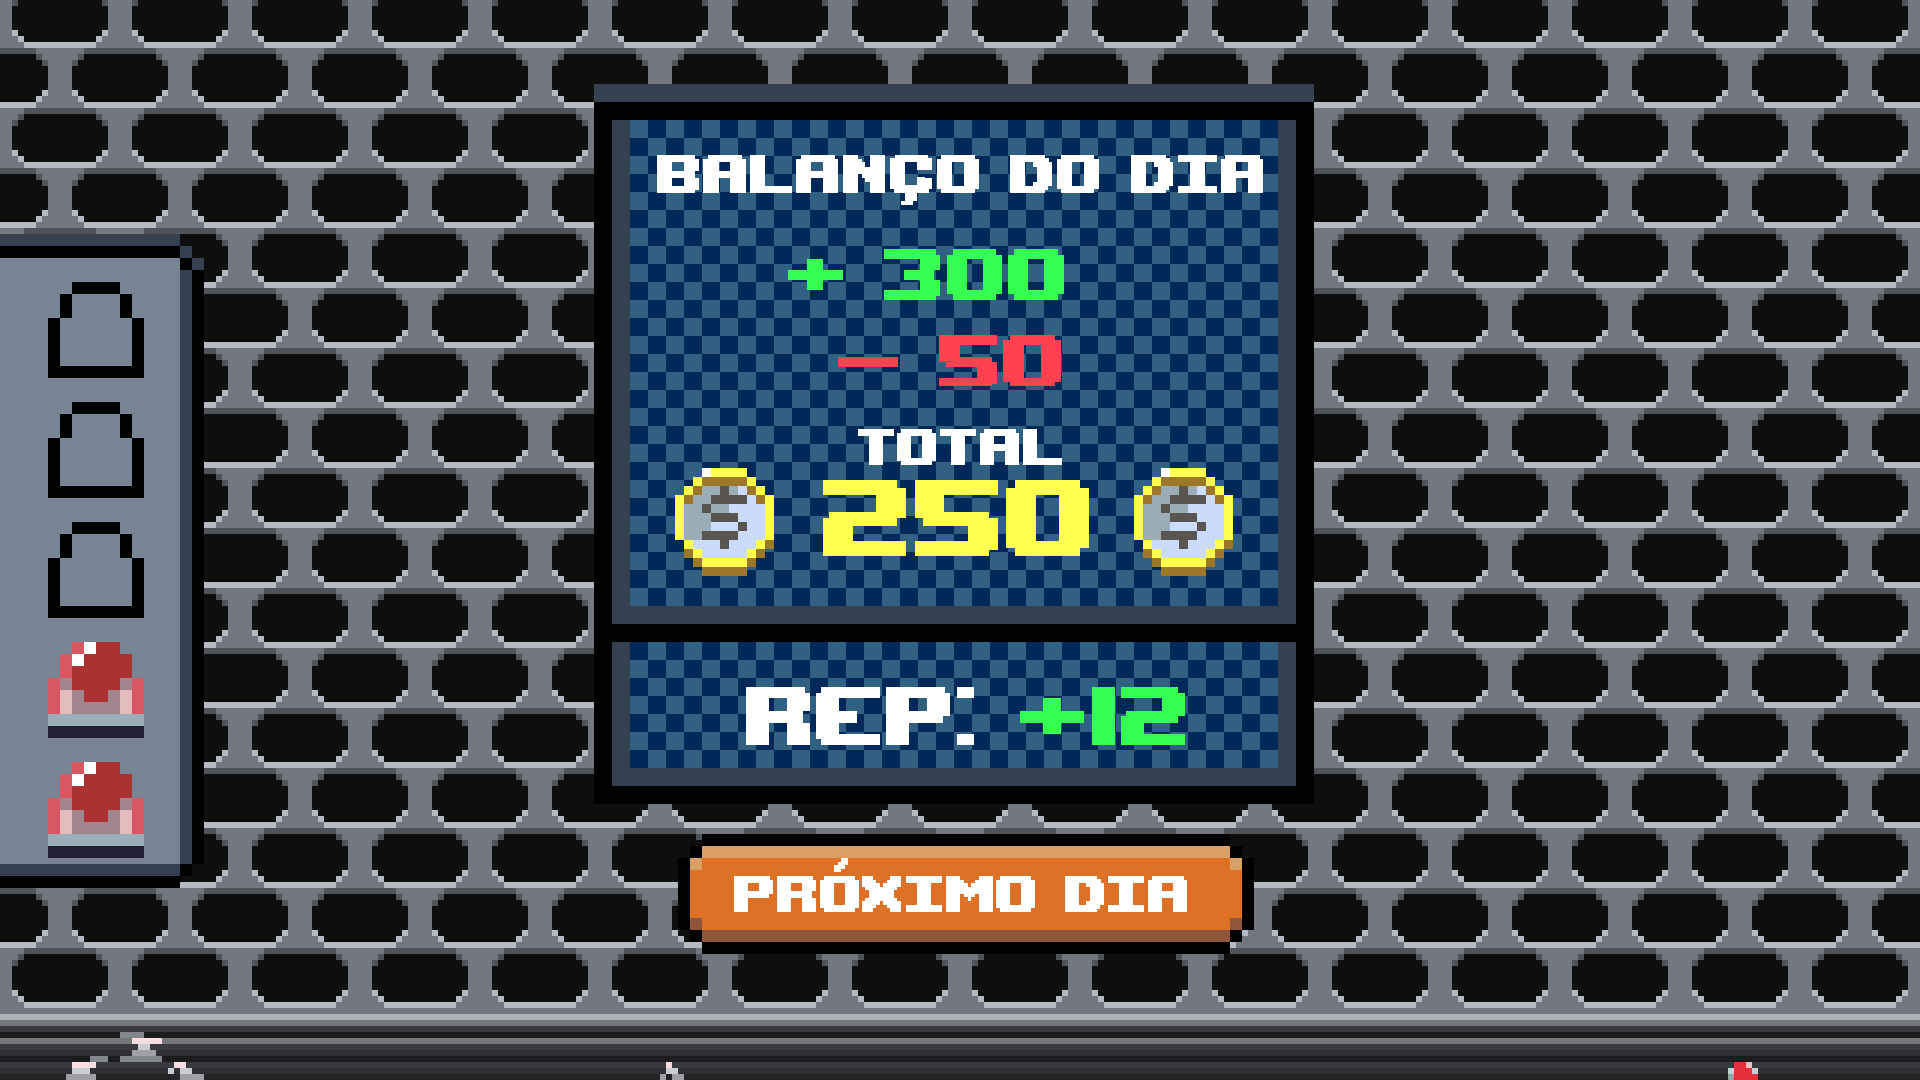 BALANÇO DO DIA
+ 300
- 50
TOTAL
$ 250 $
REP: +12
PRÓXIMO DIA